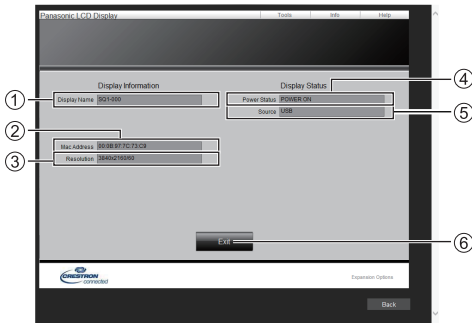 Panasonic LCD Display Tools Info Help
Display Information Display Status
Display Name SQ1-000
Power Status POWER ON
Source USB
Mac Address 00:0B:97:7C:73:C9
Resolution 3840x2160/60
Exit
CRESTRON connected
Expansion Options
Back
①
②
③
④
⑤
⑥